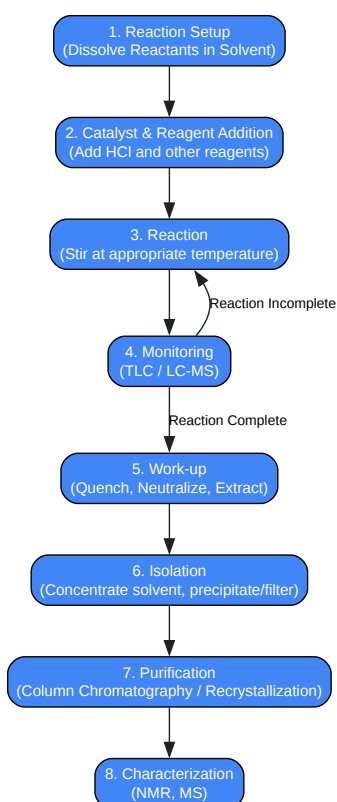 1. Reaction Setup
(Dissolve Reactants in Solvent)
2. Catalyst & Reagent Addition
(Add HCl and other reagents)
3. Reaction
(Stir at appropriate temperature)
Reaction Incomplete
4. Monitoring
(TLC / LC-MS)
Reaction Complete
5. Work-up
(Quench, Neutralize, Extract)
6. Isolation
(Concentrate solvent, precipitate/filter)
7. Purification
(Column Chromatography / Recrystallization)
8. Characterization
(NMR, MS)